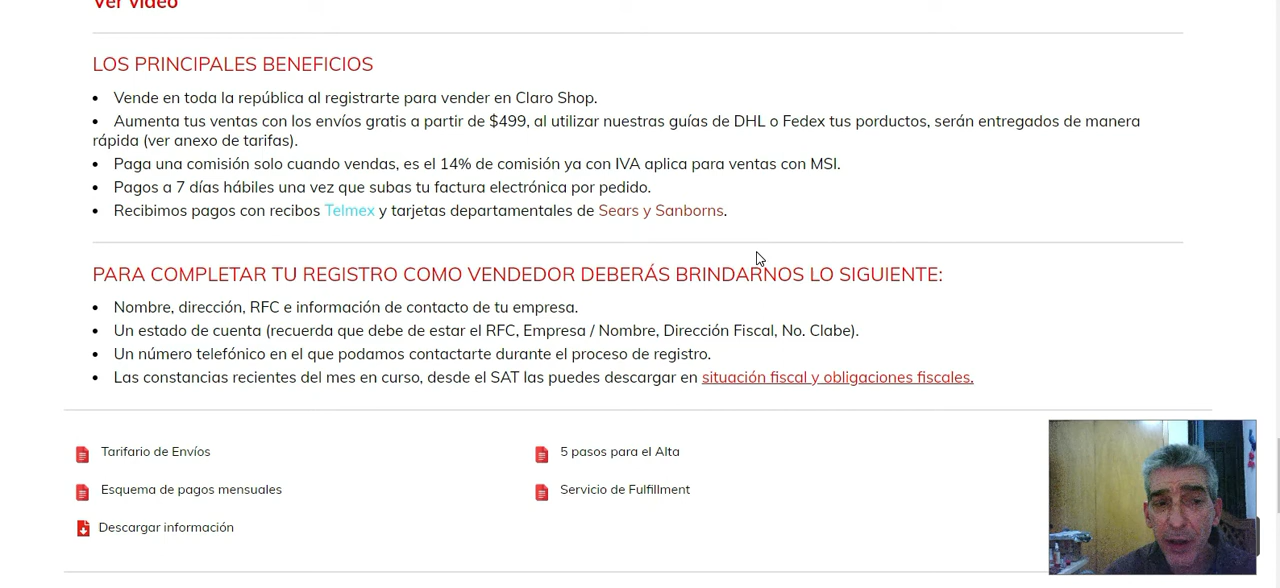 Ver video
LOS PRINCIPALES BENEFICIOS
• Vende en toda la república al registrarte para vender en Claro Shop.
• Aumenta tus ventas con los envíos gratis a partir de $499, al utilizar nuestras guías de DHL o Fedex tus porductos, serán entregados de manera
rápida (ver anexo de tarifas).
• Paga una comisión solo cuando vendas, es el 14% de comisión ya con IVA aplica para ventas con MSI.
• Pagos a 7 días hábiles una vez que subas tu factura electrónica por pedido.
• Recibimos pagos con recibos Telmex y tarjetas departamentales de Sears y Sanborns.
PARA COMPLETAR TU REGISTRO COMO VENDEDOR DEBERÁS BRINDARNOS LO SIGUIENTE:
• Nombre, dirección, RFC e información de contacto de tu empresa.
• Un estado de cuenta (recuerda que debe de estar el RFC, Empresa / Nombre, Dirección Fiscal, No. Clabe).
• Un número telefónico en el que podamos contactarte durante el proceso de registro.
• Las constancias recientes del mes en curso, desde el SAT las puedes descargar en situación fiscal y obligaciones fiscales.
Tarifario de Envíos
5 pasos para el Alta
Esquema de pagos mensuales
Servicio de Fulfillment
Descargar información